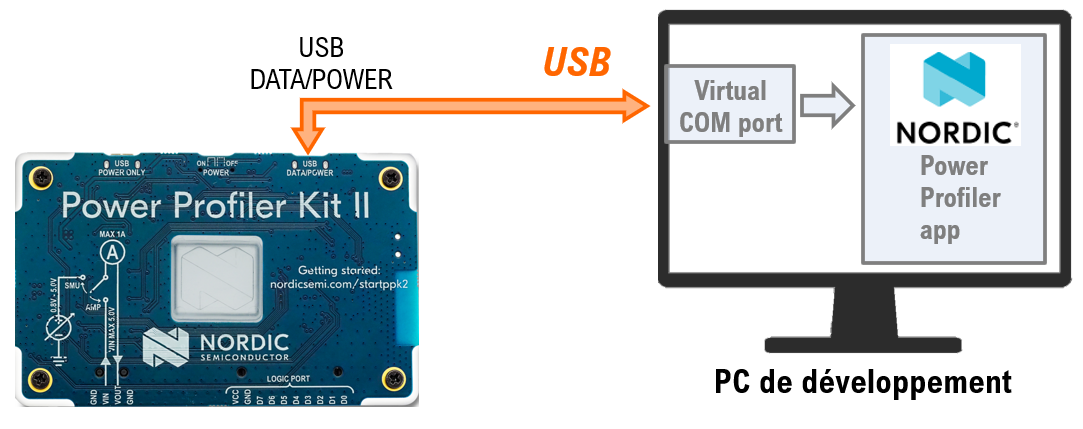 USB
DATA/POWER
USB
Virtual
COM port
NORDIC®
Power
Profiler
app
USB
POWER ONLY
ON OFF
POWER
USB
DATA/POWER
Power Profiler Kit II
MAX 1A
A
SMU
0.8V - 5.0V
AMP
VIN MAX 5.0V
Getting started:
nordicsemi.com/startppk2
NORDIC
SEMICONDUCTOR
LOGIC PORT
GND
VIN
VOUT
GND
VCC
GND
D7
D6
D5
D4
D3
D2
D1
D0
PC de développement